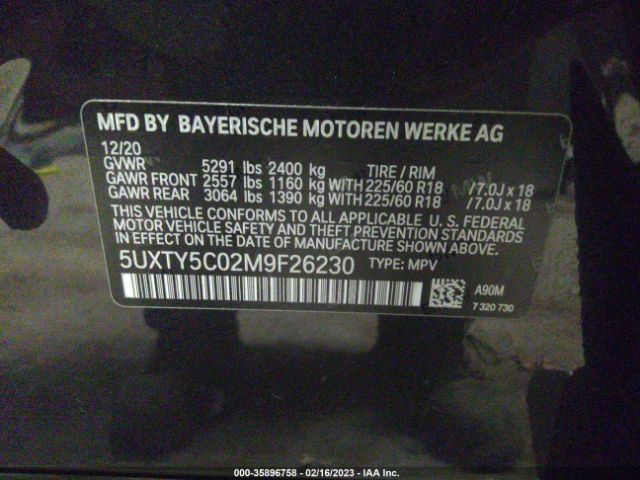 MFD BY BAYERISCHE MOTOREN WERKE AG
12/20
GVWR 5291 lbs 2400 kg TIRE / RIM
GAWR FRONT 2557 lbs 1160 kg WITH 225/60 R18 / 7.0J x 18
GAWR REAR 3064 lbs 1390 kg WITH 225/60 R18 / 7.0J x 18
THIS VEHICLE CONFORMS TO ALL APPLICABLE U. S. FEDERAL
MOTOR VEHICLE SAFETY, BUMPER, AND THEFT PREVENTION
STANDARDS IN EFFECT ON THE DATE OF MANUFACTURE SHOWN ABOVE.
5UXTY5C02M9F26230 TYPE: MPV
A90M
7 320 730
000-35896758 - 02/16/2023 - IAA Inc.